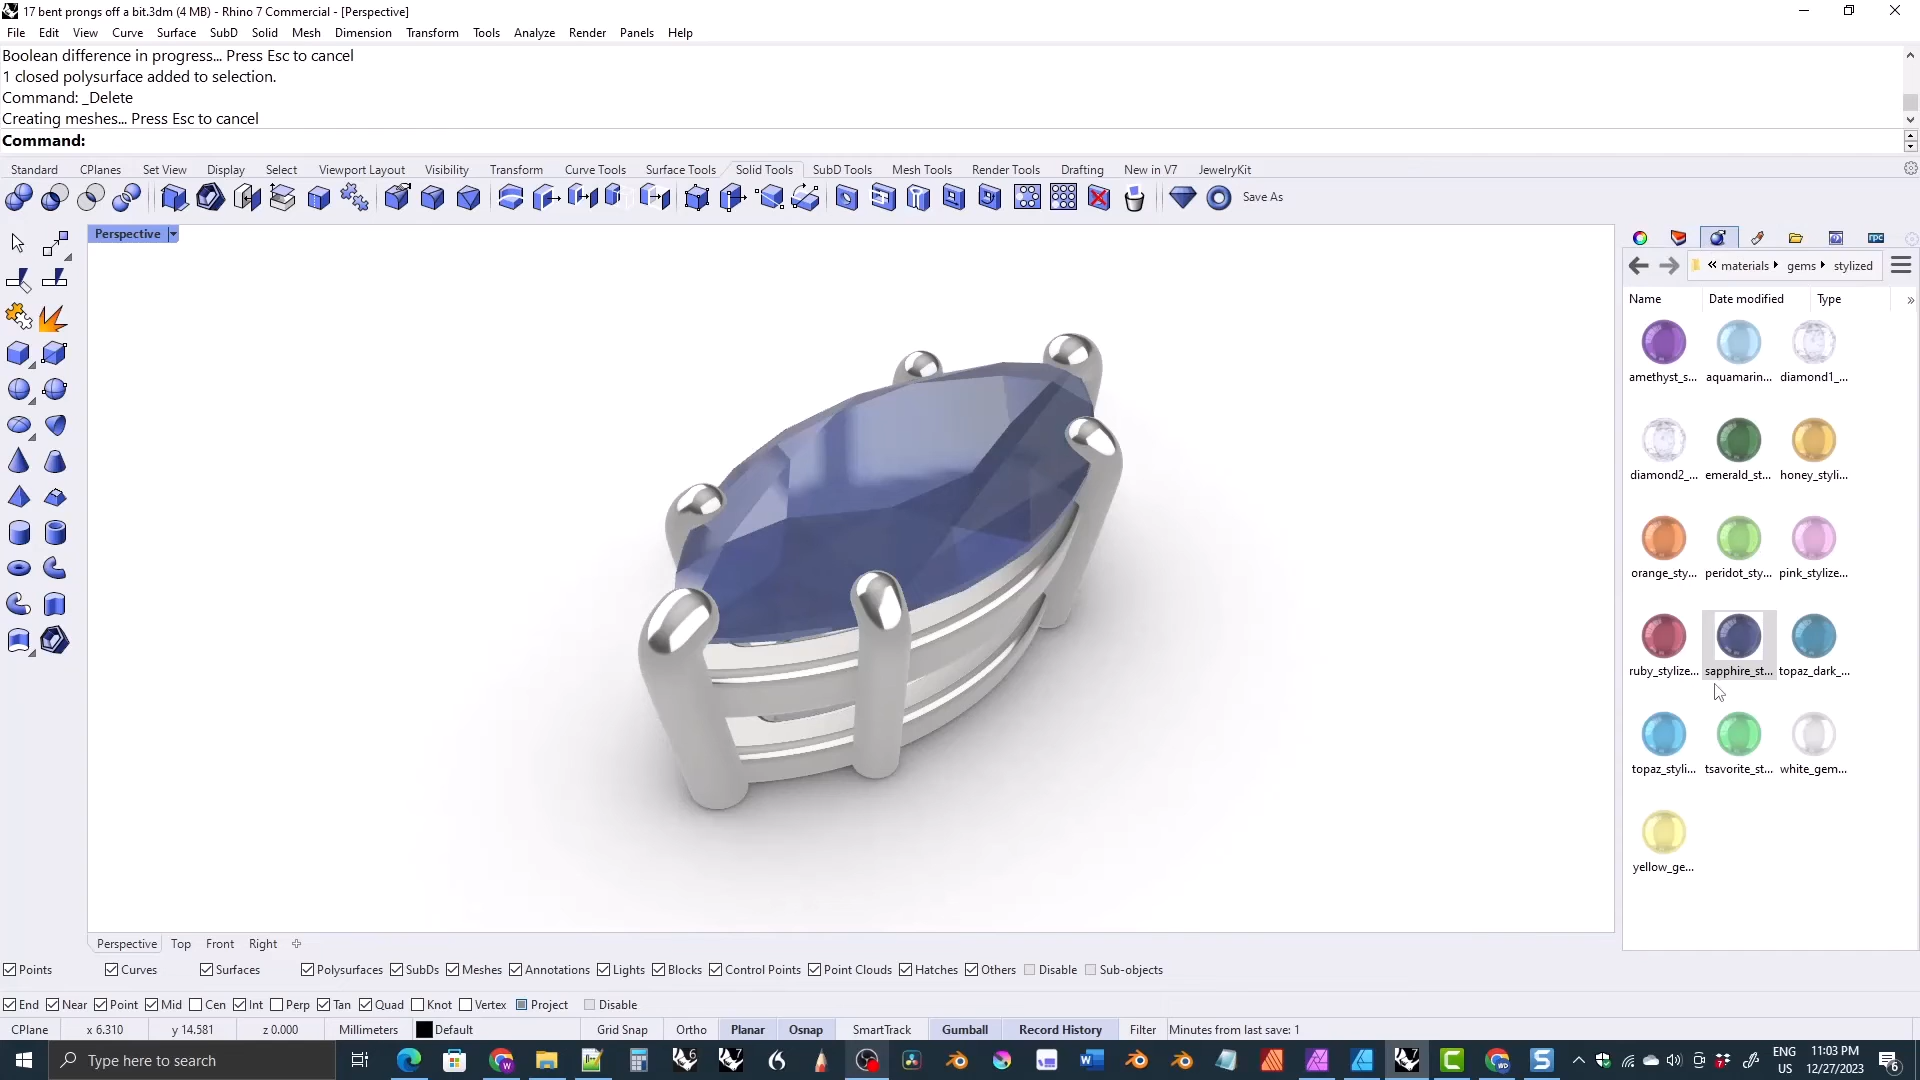 17 bent prongs off a bit.3dm (4 MB) - Rhino 7 Commercial - [Perspective]
File Edit View Curve Surface SubD Solid Mesh Dimension Transform Tools Analyze Render Panels Help
Boolean difference in progress... Press Esc to cancel
1 closed polysurface added to selection.
Command: _Delete
Creating meshes... Press Esc to cancel
Command:
Standard CPlanes Set View Display Select Viewport Layout Visibility Transform Curve Tools Surface Tools Solid Tools SubD Tools Mesh Tools Render Tools Drafting New in V7 JewelryKit
Save As
Perspective
rpc
« materials gems stylized
Name Date modified Type »
amethyst_s... aquamarin... diamond1_...
diamond2_... emerald_st... honey_styli...
orange_sty... peridot_sty... pink_stylize...
ruby_stylize... sapphire_st... topaz_dark_...
topaz_styli... tsavorite_st... white_gem...
yellow_ge...
Perspective Top Front Right
Points Curves Surfaces Polysurfaces SubDs Meshes Annotations Lights Blocks Control Points Point Clouds Hatches Others Disable Sub-objects
End Near Point Mid Cen Int Perp Tan Quad Knot Vertex Project Disable
CPlane x 6.310 y 14.581 z 0.000 Millimeters Default Grid Snap Ortho Planar Osnap SmartTrack Gumball Record History Filter Minutes from last save: 1
Type here to search
ENG
US
11:03 PM
12/27/2023
6